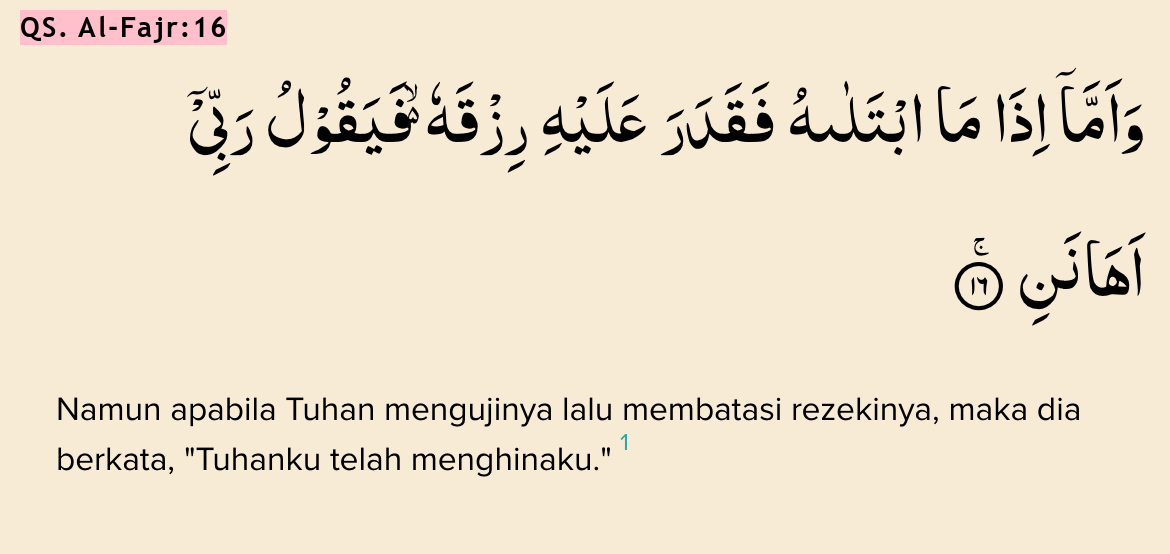 QS. Al-Fajr:16
وَاَمَّآ اِذَا مَا ابْتَلٰىهُ فَقَدَرَ عَلَيْهِ رِزْقَهٗ ەۙ فَيَقُوْلُ رَبِّيْٓ
اَهَانَنِ ۚ ١٦
Namun apabila Tuhan mengujinya lalu membatasi rezekinya, maka dia
berkata, "Tuhanku telah menghinaku." 1